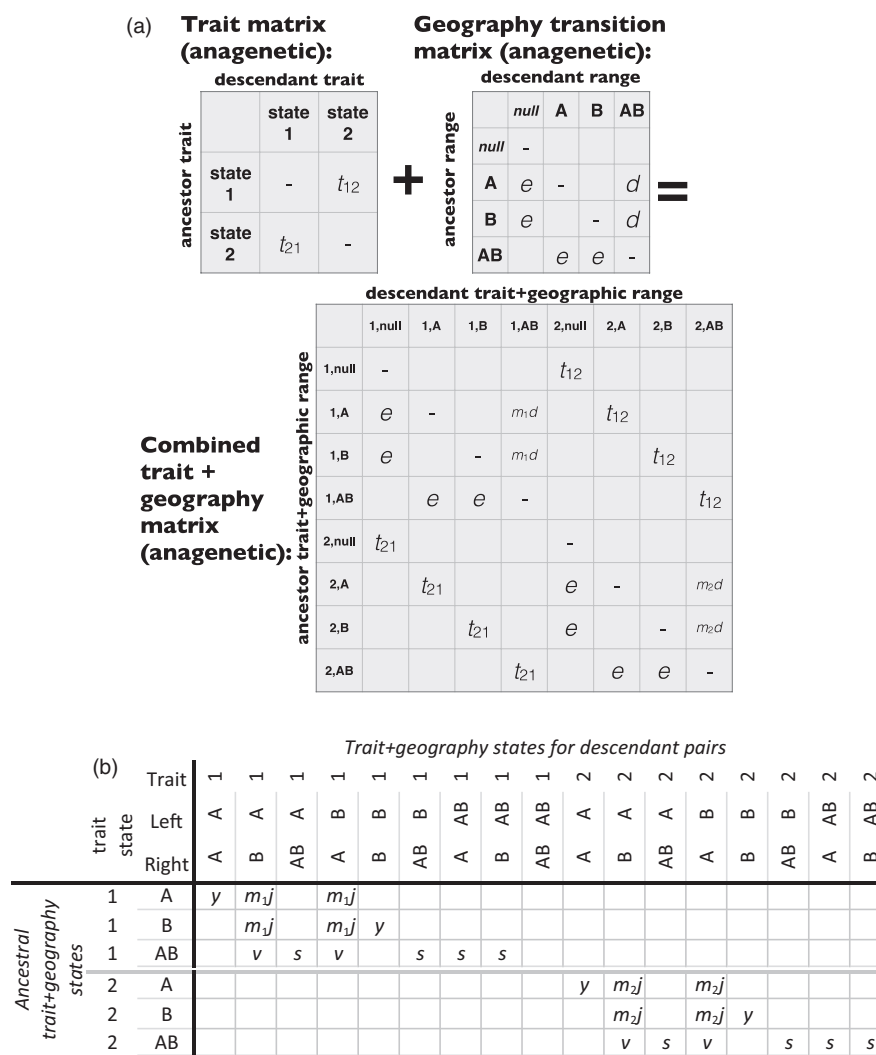 (a) Trait matrix (anagenetic):
Geography transition matrix (anagenetic):
descendant trait
ancestor trait
state 1 state 2
state 1 - t12
state 2 t21 -
+
descendant range
ancestor range
null A B AB
null -
A e - d
B e - d
AB e e -
=
Combined trait + geography matrix (anagenetic):
descendant trait+geographic range
ancestor trait+geographic range
1,null 1,A 1,B 1,AB 2,null 2,A 2,B 2,AB
1,null - t12
1,A e - m1d t12
1,B e - m1d t12
1,AB e e - t12
2,null t21 -
2,A t21 e - m2d
2,B t21 e - m2d
2,AB t21 e e -
(b) Trait+geography states for descendant pairs
trait state
Trait 1 1 1 1 1 1 1 1 1 2 2 2 2 2 2 2 2
Left A A A B B B AB AB AB A A A B B B AB AB
Right A B AB A B AB A B AB A B AB A B AB A B
Ancestral trait+geography states
1 A y m1j m1j
1 B m1j m1j y
1 AB v s v s s s
2 A y m2j m2j
2 B m2j m2j y
2 AB v s v s s s